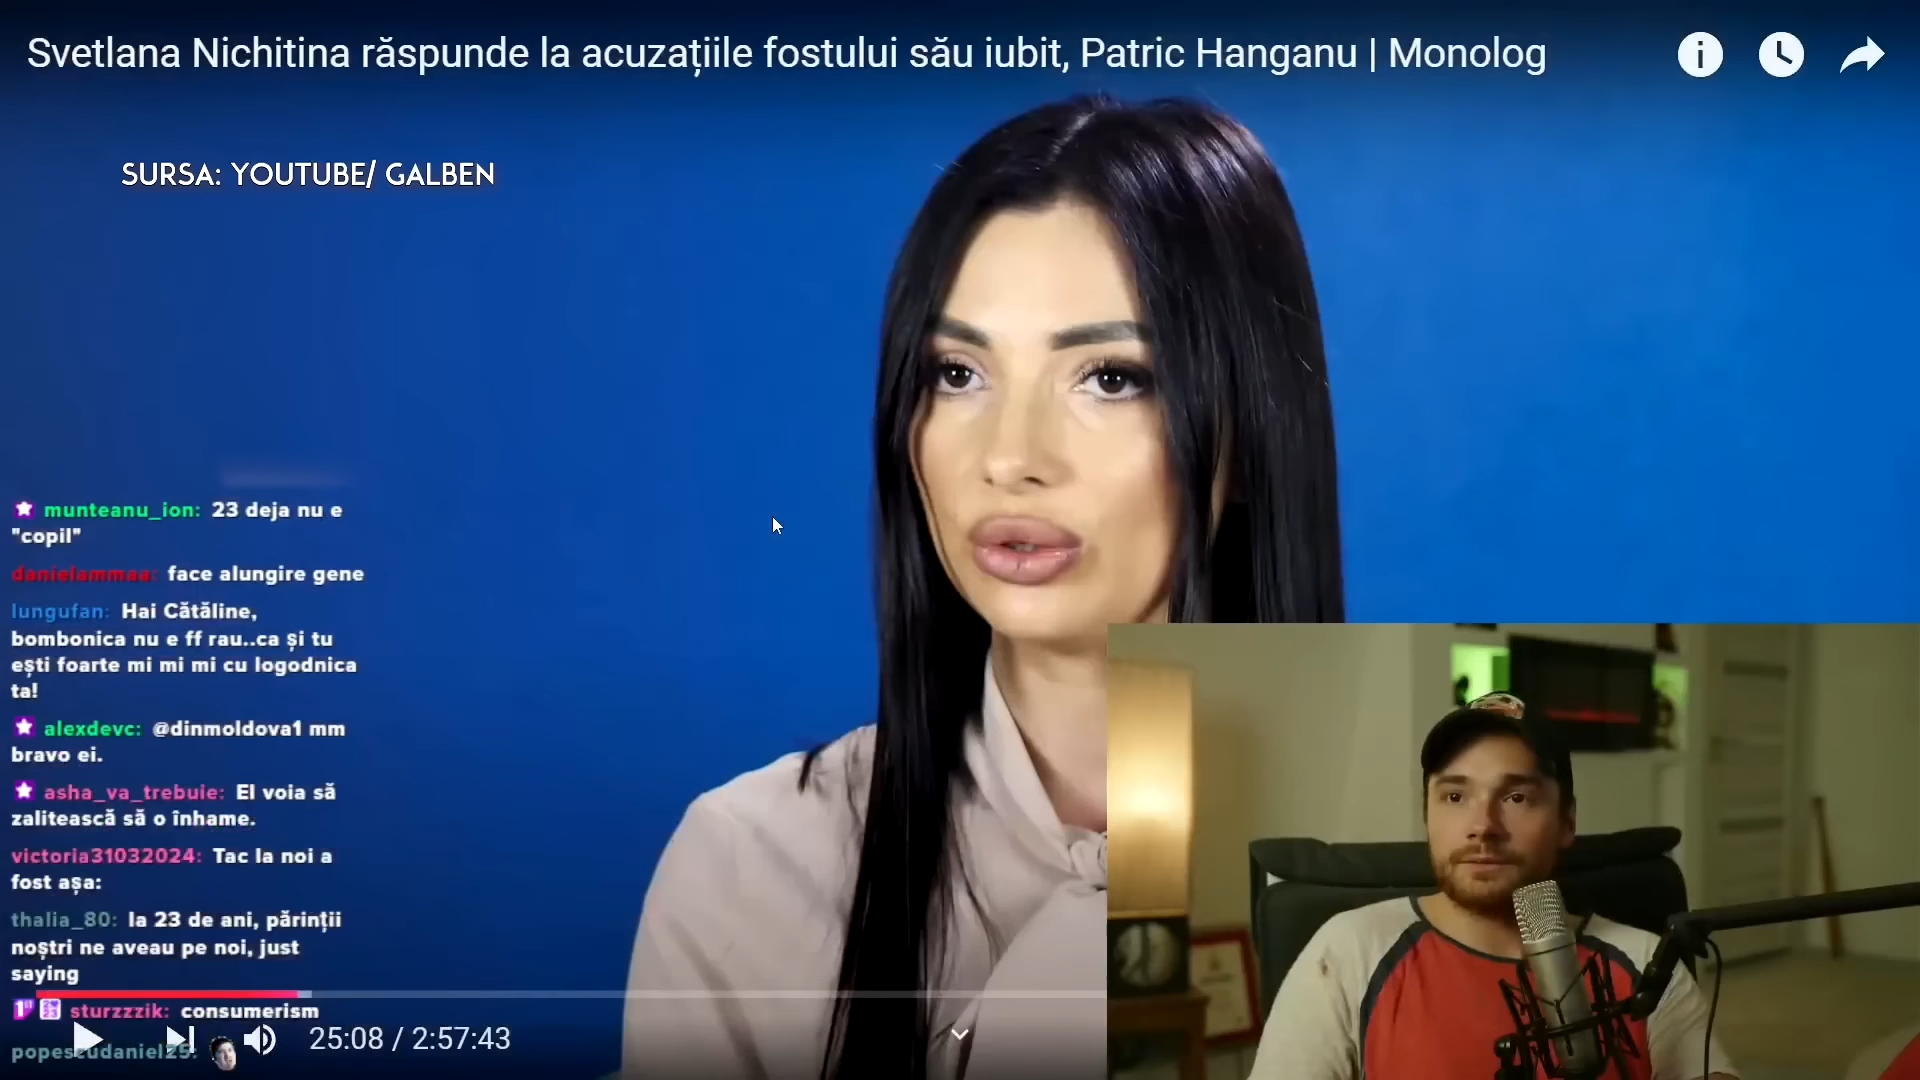 Svetlana Nichitina răspunde la acuzațiile fostului său iubit, Patric Hanganu | Monolog
SURSA: YOUTUBE/ GALBEN
munteanu_ion: 23 deja nu e
"copil"
danielammaa: face alungire gene
lungufan: Hai Cătăline,
bombonica nu e ff rau..ca și tu
ești foarte mi mi mi cu logodnica
ta!
alexdevc: @dinmoldova1 mm
bravo ei.
asha_va_trebuie: El voia să
zalitească să o înhame.
victoria31032024: Tac la noi a
fost așa:
thalia_80: la 23 de ani, părinții
noștri ne aveau pe noi, just
saying
sturzzzik: consumerism
popescudaniel25:
25:08 / 2:57:43